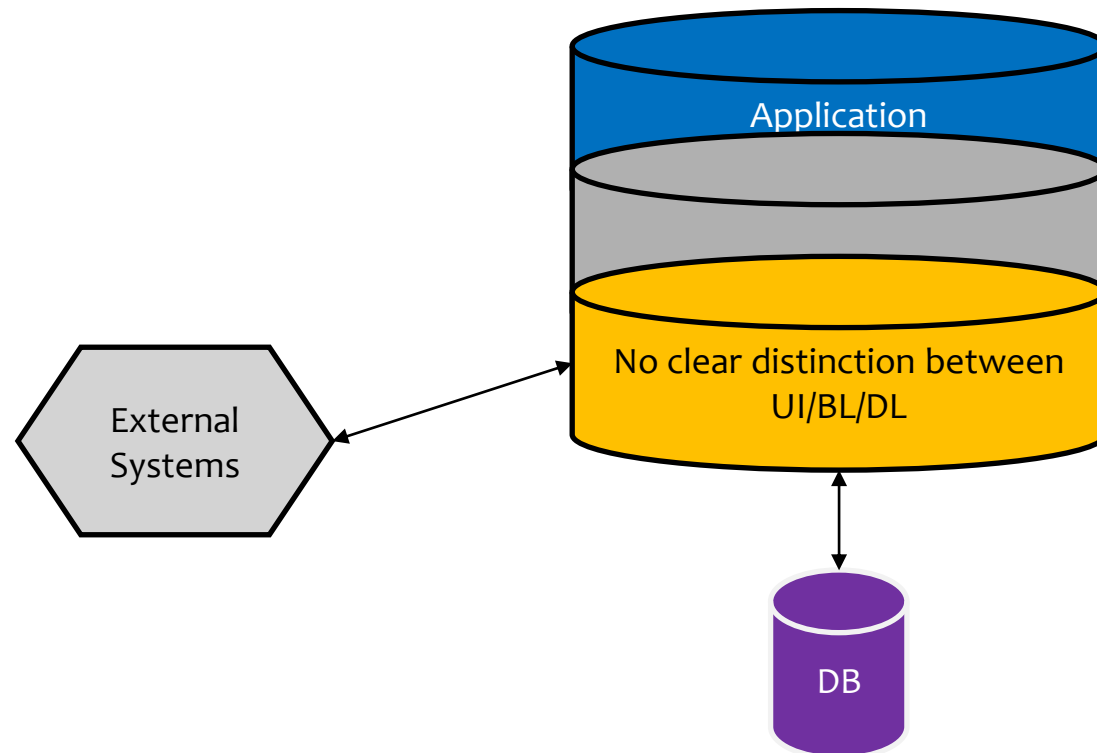 Application
No clear distinction between
UI/BL/DL
External
Systems
DB